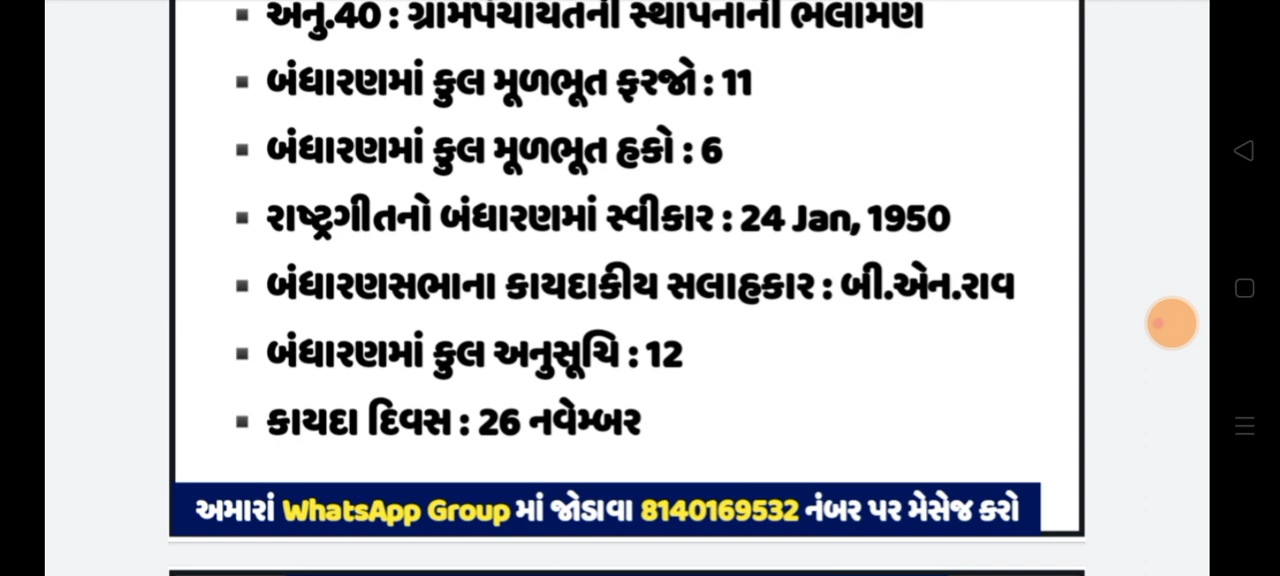 અનુ.40 : ગ્રામપંચાયતની સ્થાપનાની ભલામણ
બંધારણમાં કુલ મૂળભૂત ફરજો : 11
બંધારણમાં કુલ મૂળભૂત હકો : 6
રાષ્ટ્રગીતનો બંધારણમાં સ્વીકાર : 24 Jan, 1950
બંધારણસભાના કાયદાકીય સલાહકાર : બી.એન.રાવ
બંધારણમાં કુલ અનુસૂચિ : 12
કાયદા દિવસ : 26 નવેમ્બર
અમારાં WhatsApp Group માં જોડાવા 8140169532 નંબર પર મેસેજ કરો